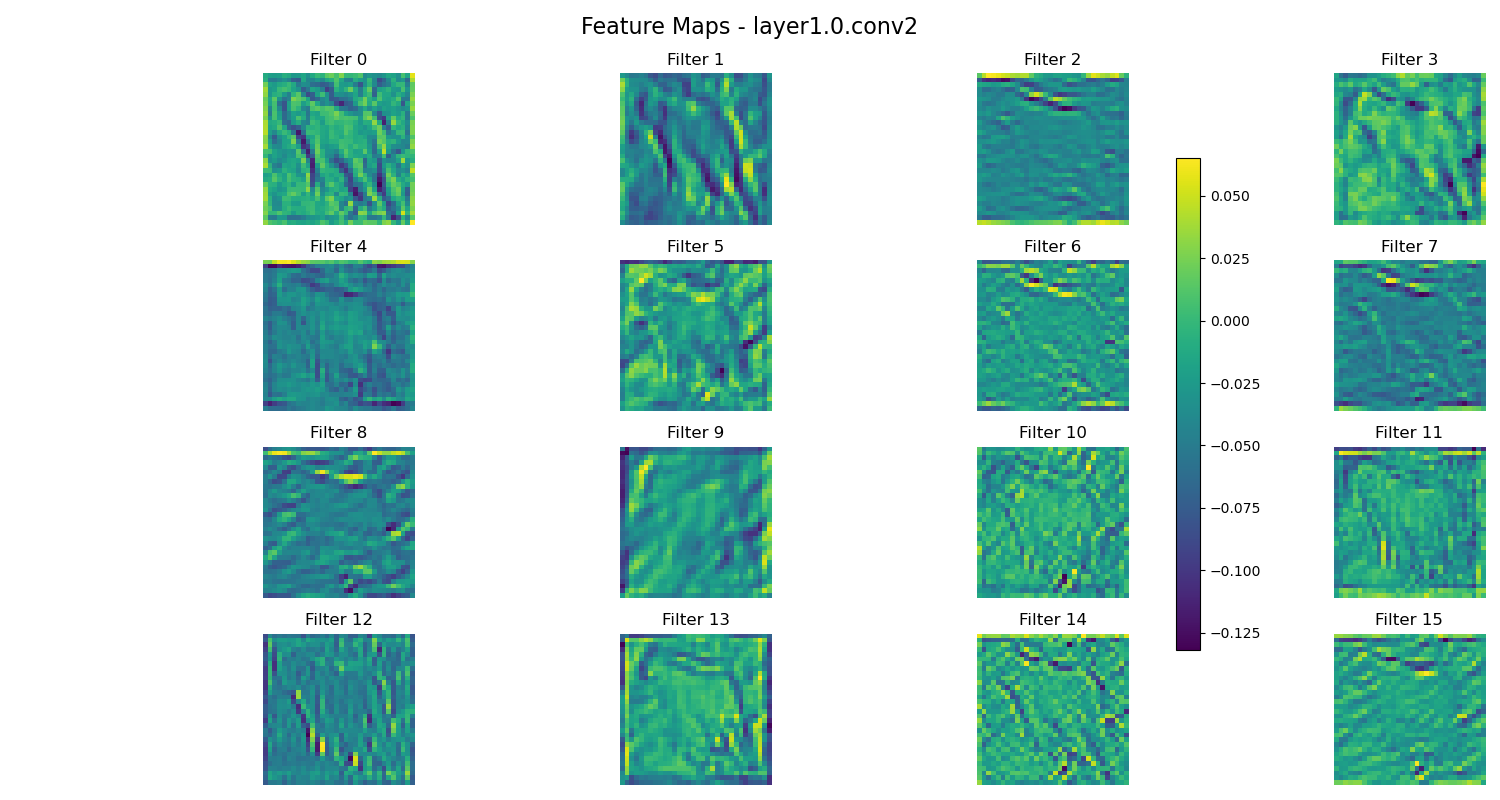 Feature Maps - layer1.0.conv2
Filter 0
Filter 1
Filter 2
Filter 3
Filter 4
Filter 5
Filter 6
Filter 7
Filter 8
Filter 9
Filter 10
Filter 11
Filter 12
Filter 13
Filter 14
Filter 15
0.050
0.025
0.000
−0.025
−0.050
−0.075
−0.100
−0.125